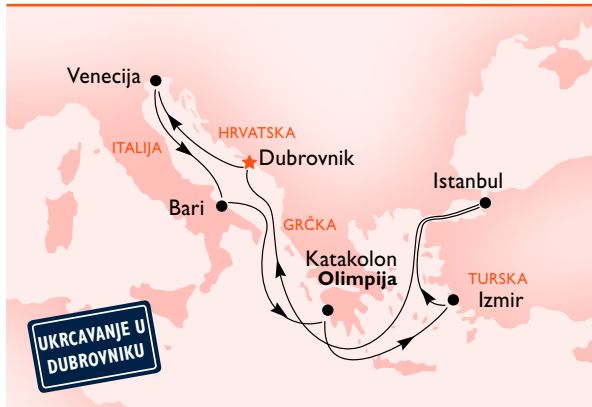 Venecija
HRVATSKA
ITALIJA
Dubrovnik
Istanbul
Bari
GRČKA
Katakolon
Olimpija
TURSKA
Izmir
UKRCAVANJE U
DUBROVNIKU